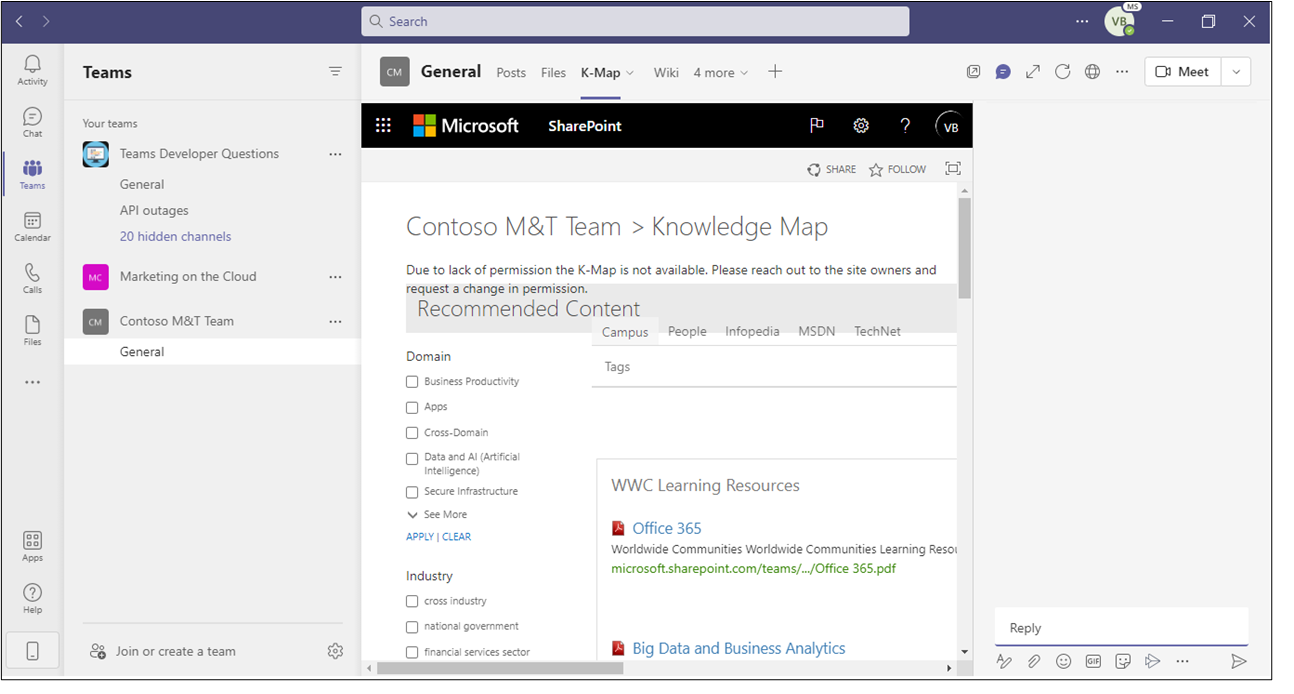 Search
MS
VB
Activity
Chat
Teams
Calendar
Calls
Files
Apps
Help
Teams
Your teams
Teams Developer Questions
General
API outages
20 hidden channels
MC Marketing on the Cloud
CM Contoso M&T Team
General
Join or create a team
CM General Posts Files K-Map Wiki 4 more
Meet
Microsoft SharePoint
? VB
SHARE FOLLOW
Contoso M&T Team > Knowledge Map
Due to lack of permission the K-Map is not available. Please reach out to the site owners and
request a change in permission.
Recommended Content
Campus People Infopedia MSDN TechNet
Tags
Domain
Business Productivity
Apps
Cross-Domain
Data and AI (Artificial
Intelligence)
Secure Infrastructure
See More
APPLY | CLEAR
Industry
cross industry
national government
financial services sector
WWC Learning Resources
Office 365
Worldwide Communities Worldwide Communities Learning Resou
microsoft.sharepoint.com/teams/.../Office 365.pdf
Big Data and Business Analytics
Reply
GIF